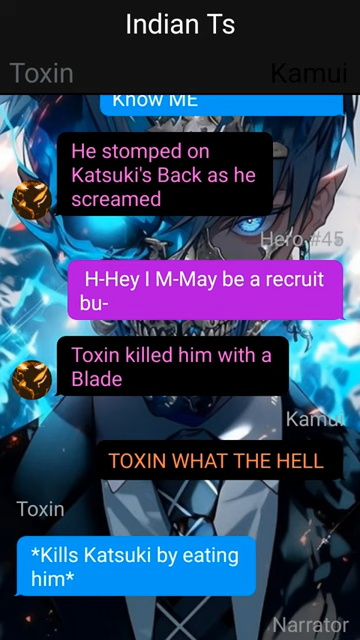 Indian Ts
Toxin
Kamui
Know ME
He stomped on
Katsuki's Back as he
screamed
Hero #45
H-Hey I M-May be a recruit
bu-
Toxin killed him with a
Blade
Kamui
TOXIN WHAT THE HELL
Toxin
*Kills Katsuki by eating
him*
Narrator